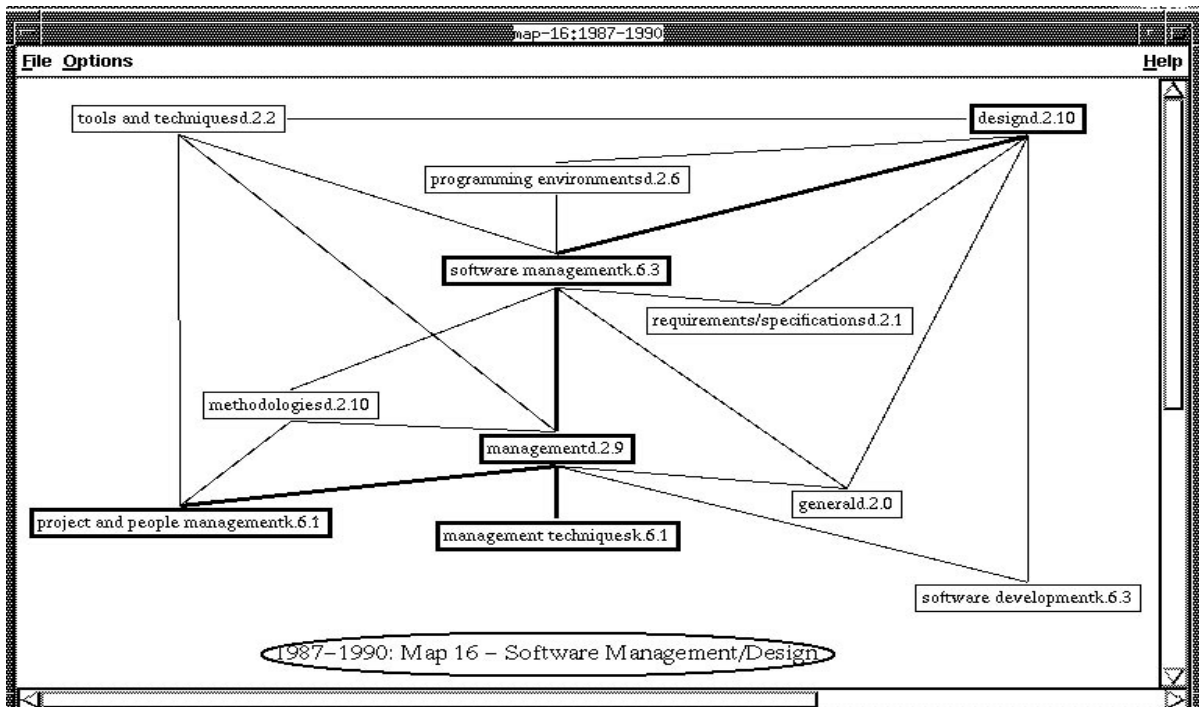 map-16:1987-1990
File Options Help
tools and techniquesd.2.2
designd.2.10
programming environmentsd.2.6
software managementk.6.3
requirements/specificationsd.2.1
methodologiesd.2.10
managementd.2.9
generald.2.0
project and people managementk.6.1
management techniquesk.6.1
software developmentk.6.3
1987-1990: Map 16 - Software Management/Design